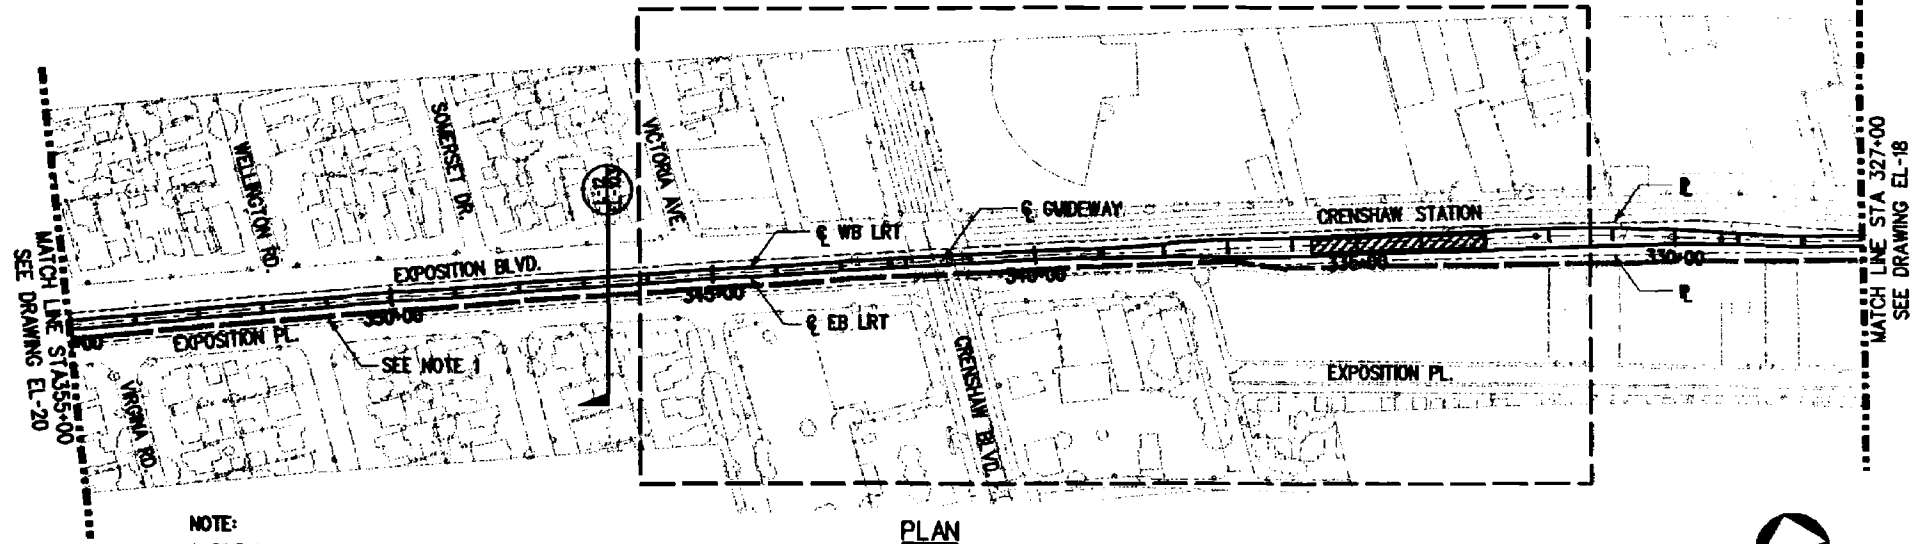 WELLINGTON RD.
SOMERSET DR.
VICTORIA AVE.
℄ GUIDEWAY
CRENSHAW STATION
℄ WB LRT
EXPOSITION BLVD.
330+00
335+00
340+00
345+00
350+00
℄ EB LRT
EXPOSITION PL.
SEE NOTE 1
CRENSHAW BLVD.
EXPOSITION PL.
VIRGINIA RD.
MATCH LINE STA 355+00
SEE DRAWING EL-20
MATCH LINE STA 327+00
SEE DRAWING EL-18
NOTE:
PLAN